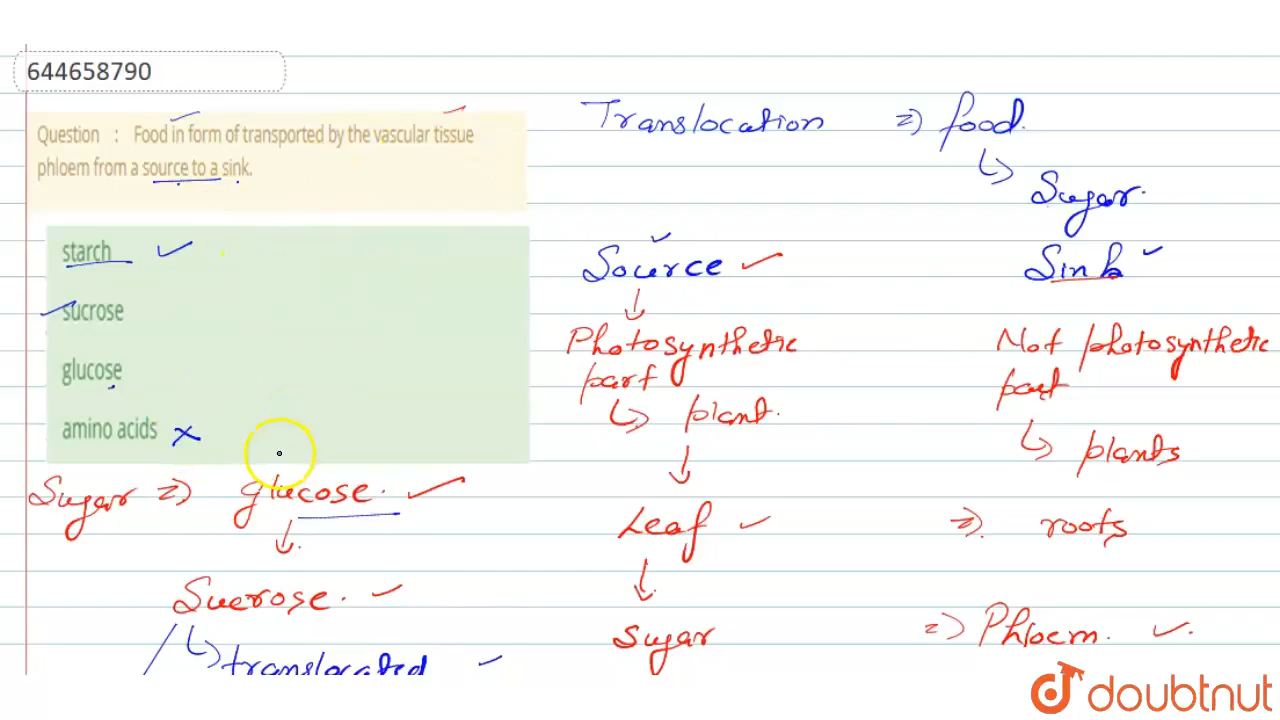 644658790
Question : Food in form of transported by the vascular tissue
phloem from a source to a sink.
starch
sucrose
glucose
amino acids
Sugar => glucose.
Sucrose.
translocated
Translocation => food.
Sugar.
Source
Sink
Photosynthetic
part
plant.
Leaf
Sugar
Not photosynthetic
part
plants
=> roots
=> Phloem.
doubtnut